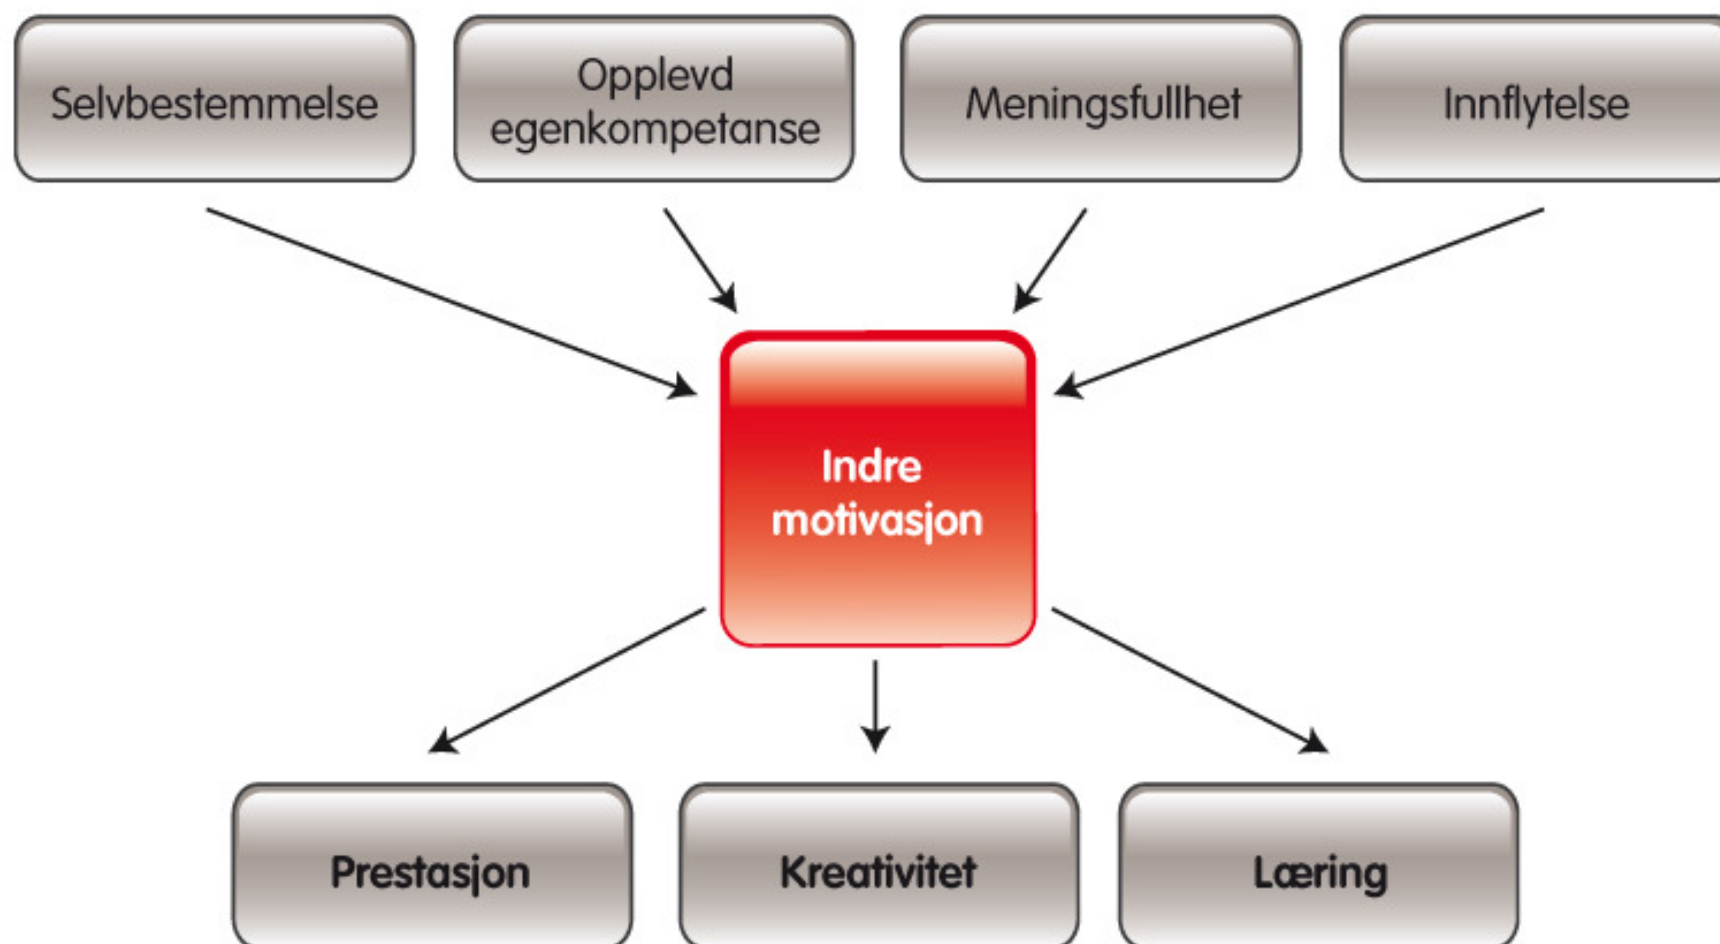 Selvbestemmelse
Opplevd
egenkompetanse
Meningsfullhet
Innflytelse
Indre
motivasjon
Prestasjon
Kreativitet
Læring